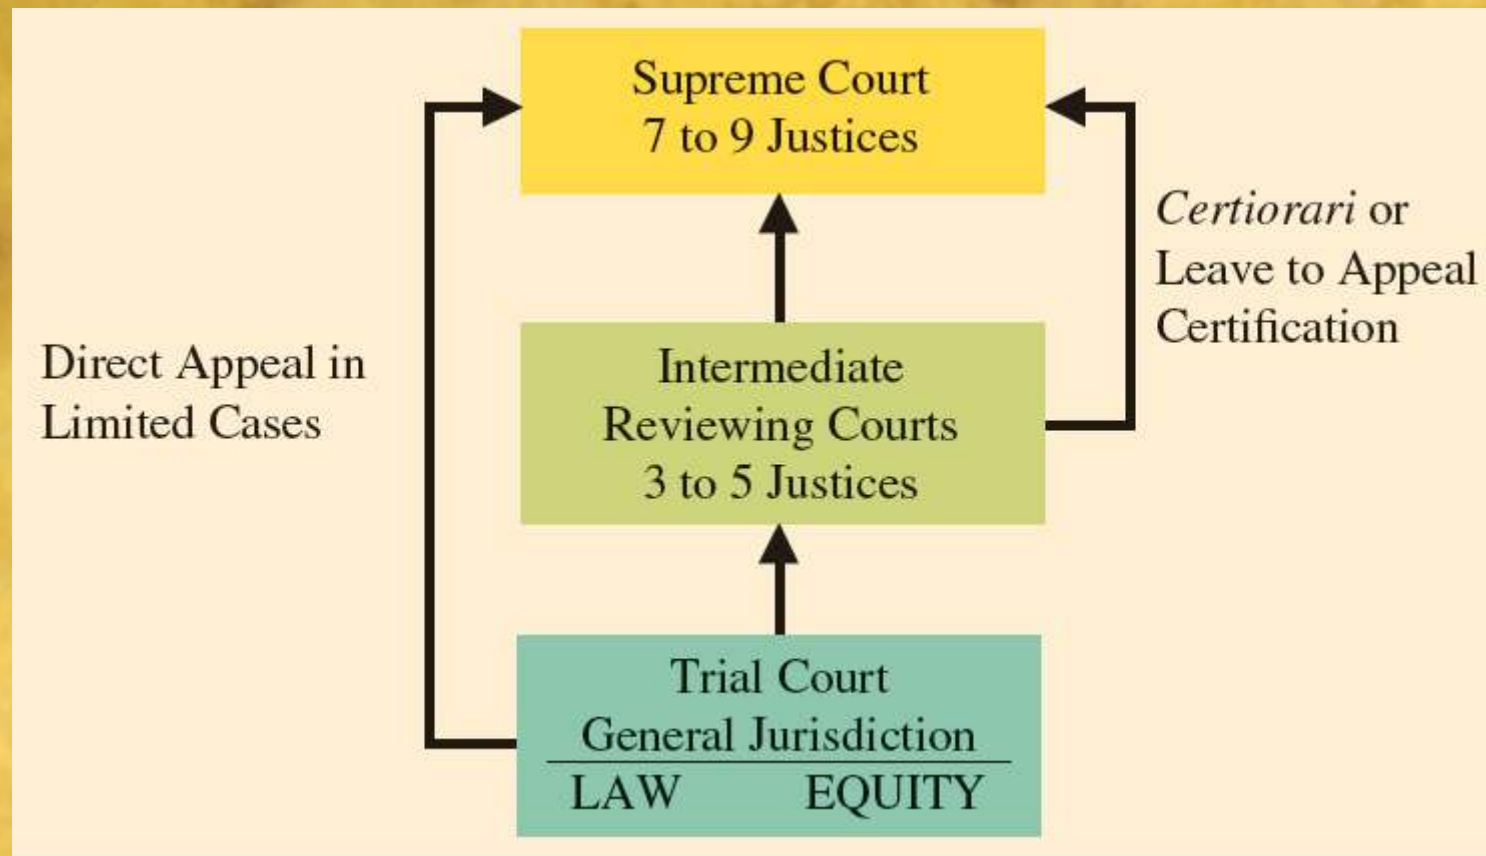 Supreme Court
7 to 9 Justices
Certiorari or
Leave to Appeal
Certification
Direct Appeal in
Limited Cases
Intermediate
Reviewing Courts
3 to 5 Justices
Trial Court
General Jurisdiction
LAW EQUITY